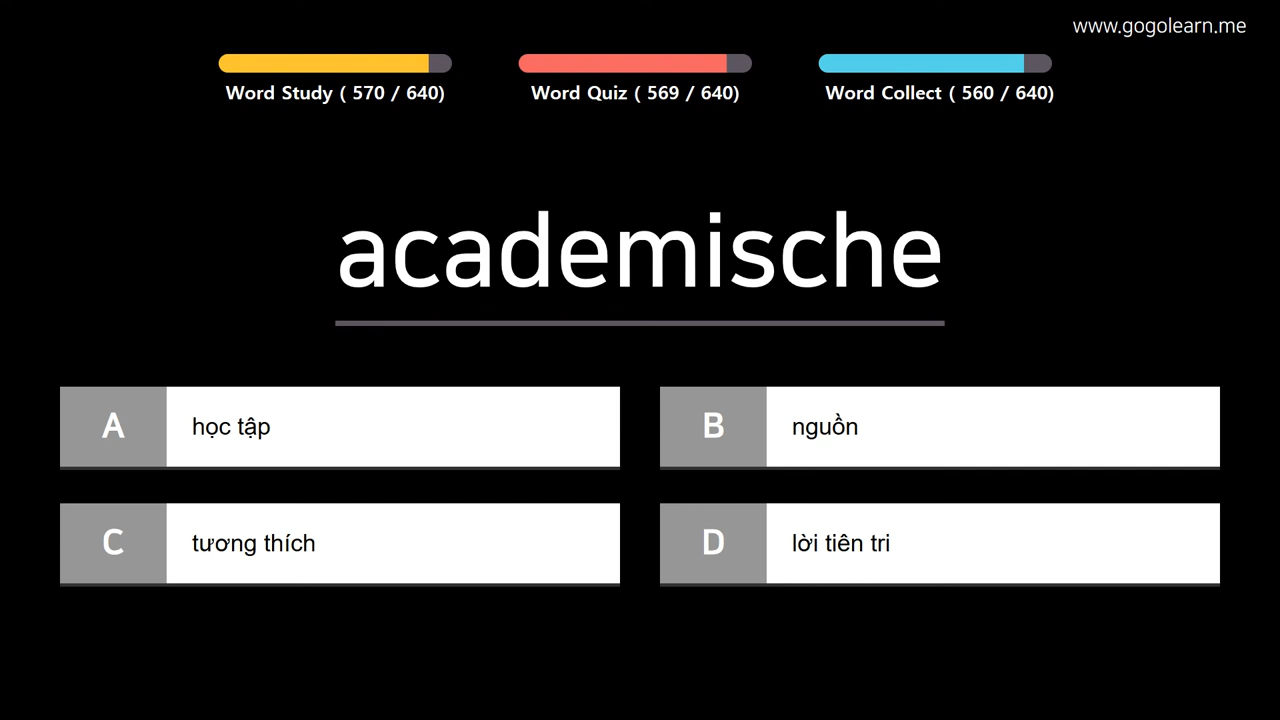 www.gogolearn.me
Word Study ( 570 / 640)
Word Quiz ( 569 / 640)
Word Collect ( 560 / 640)
academische
A học tập
B nguồn
C tương thích
D lời tiên tri